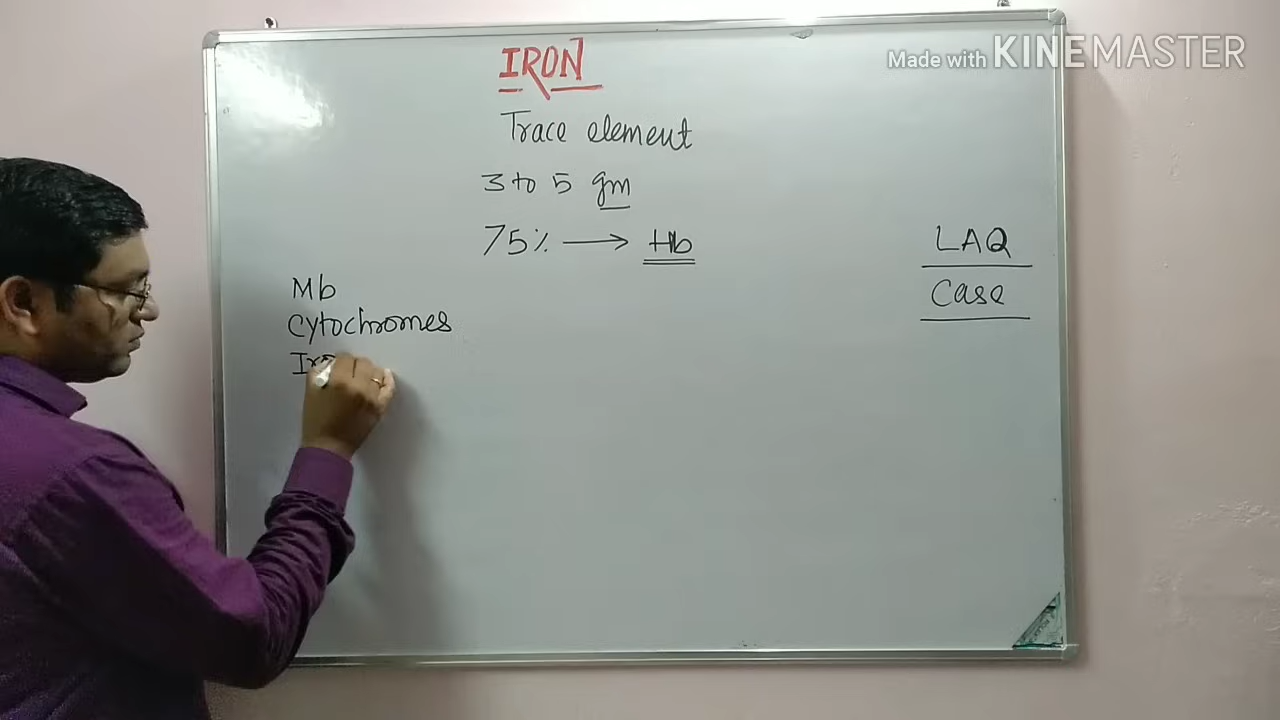 Made with KINEMASTER
IRON
Trace element
3 to 5 gm
75% → Hb
LAQ
Case
Mb
Cytochromes